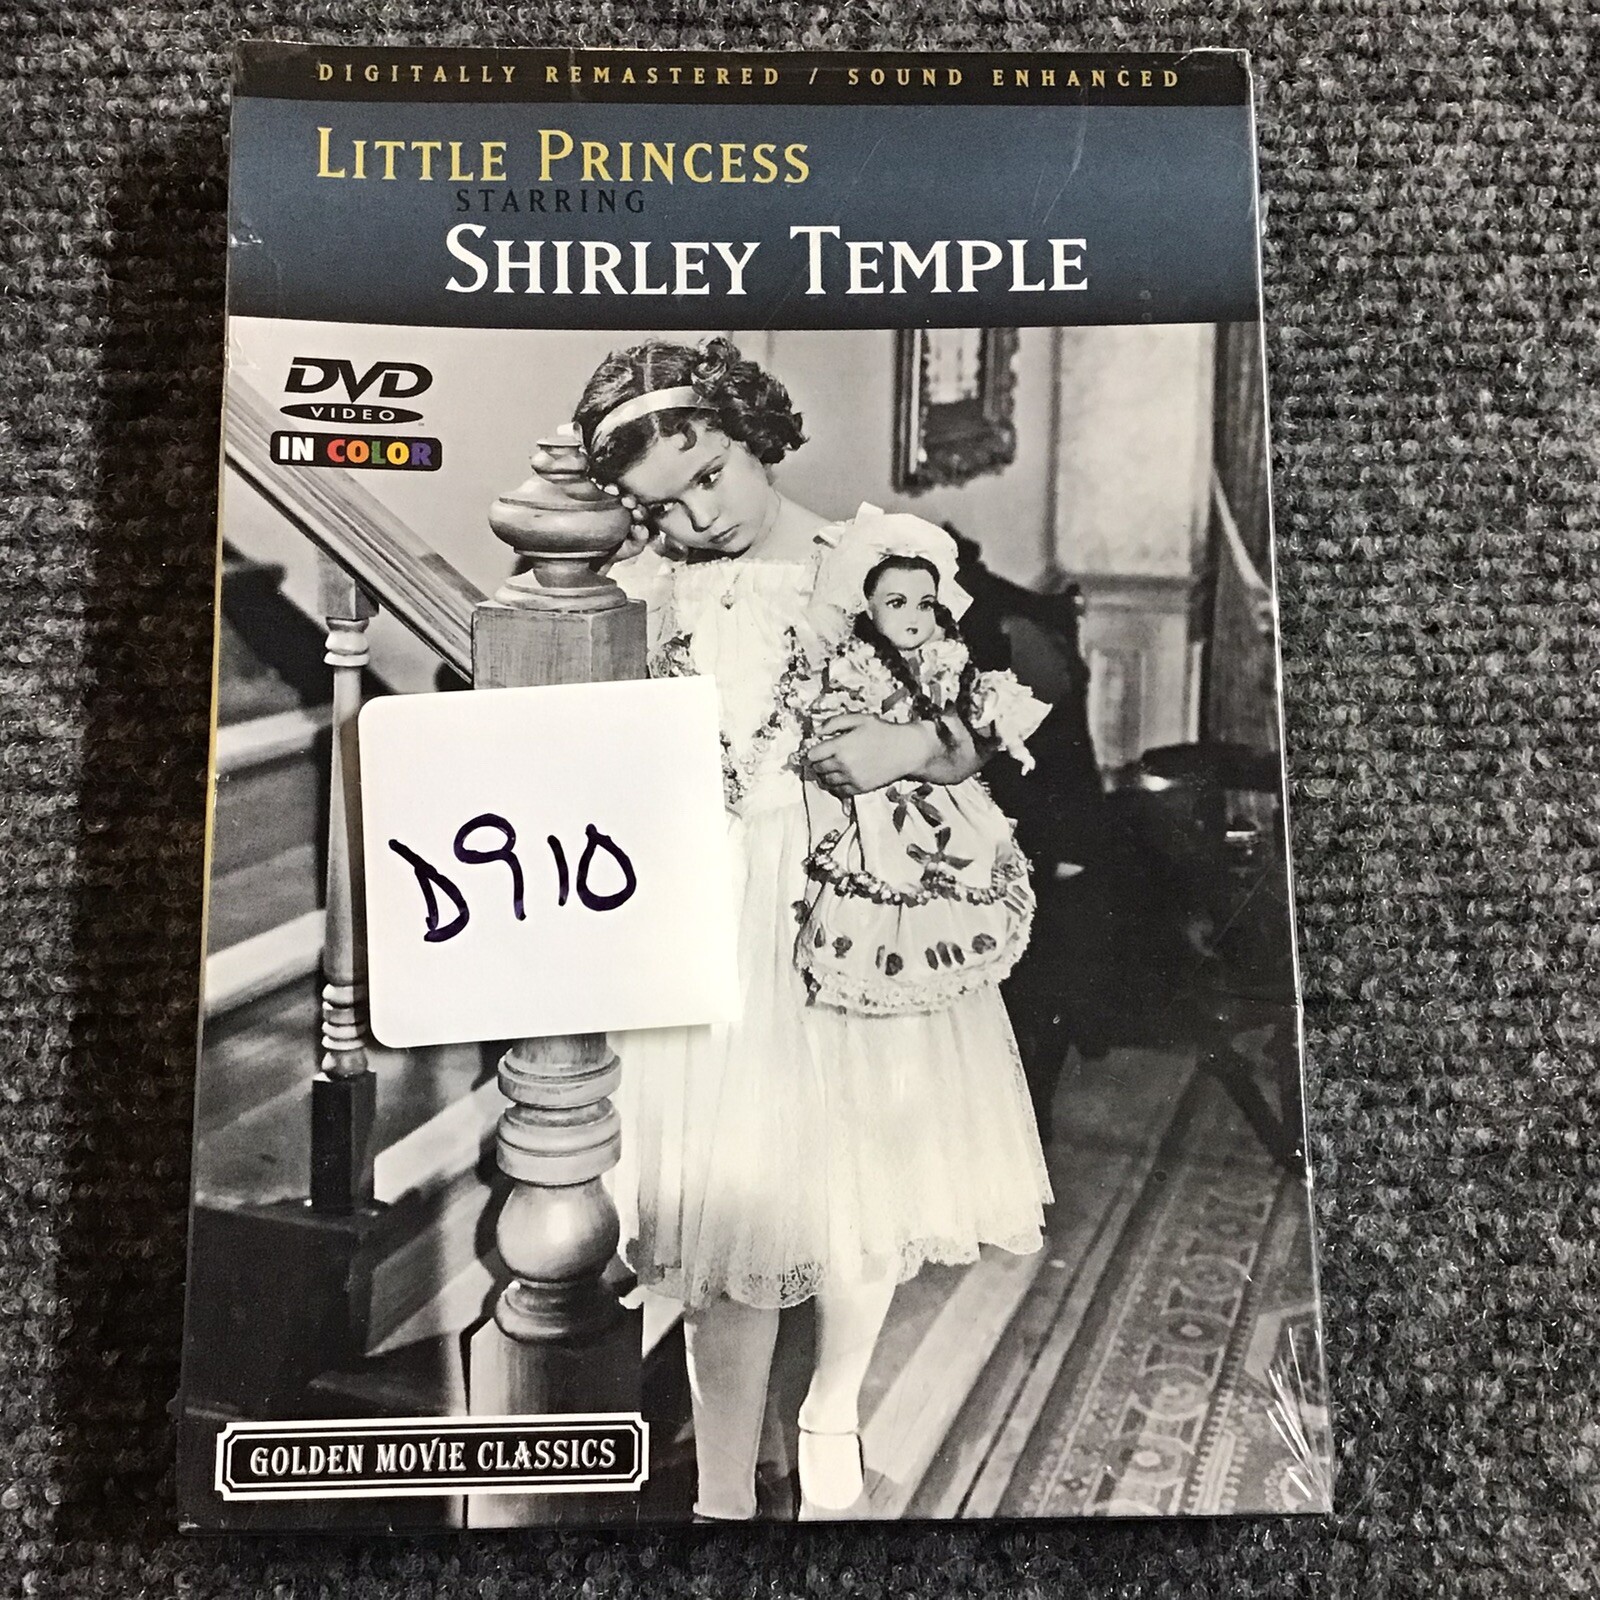 DIGITALLY REMASTERED / SOUND ENHANCED
LITTLE PRINCESS
STARRING
SHIRLEY TEMPLE
DVD
VIDEO
IN COLOR
D910
GOLDEN MOVIE CLASSICS